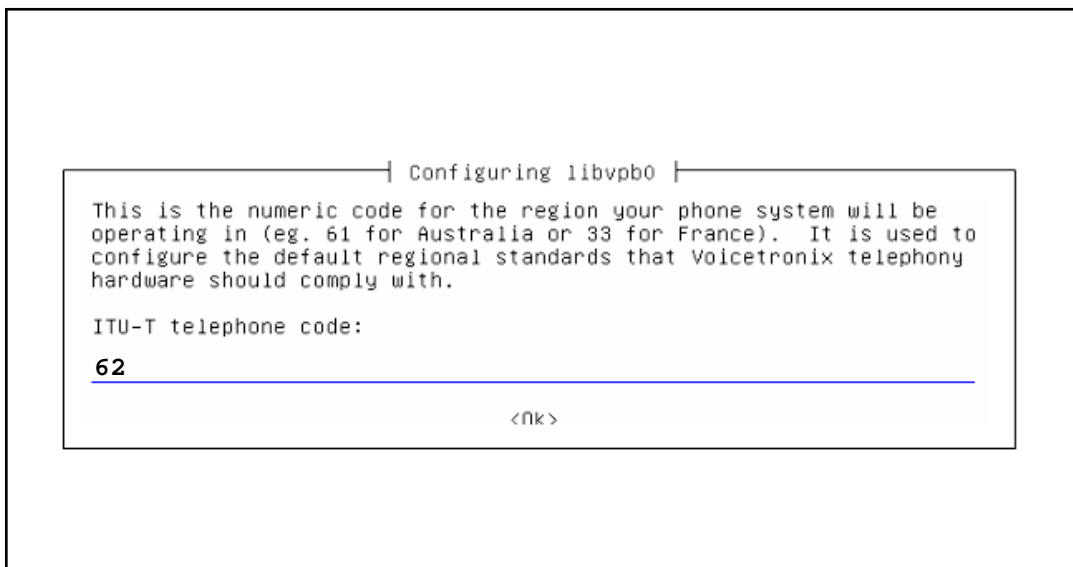 Configuring libvpb0
This is the numeric code for the region your phone system will be
operating in (eg. 61 for Australia or 33 for France). It is used to
configure the default regional standards that Voicetronix telephony
hardware should comply with.
ITU-T telephone code:
62
<Ok>